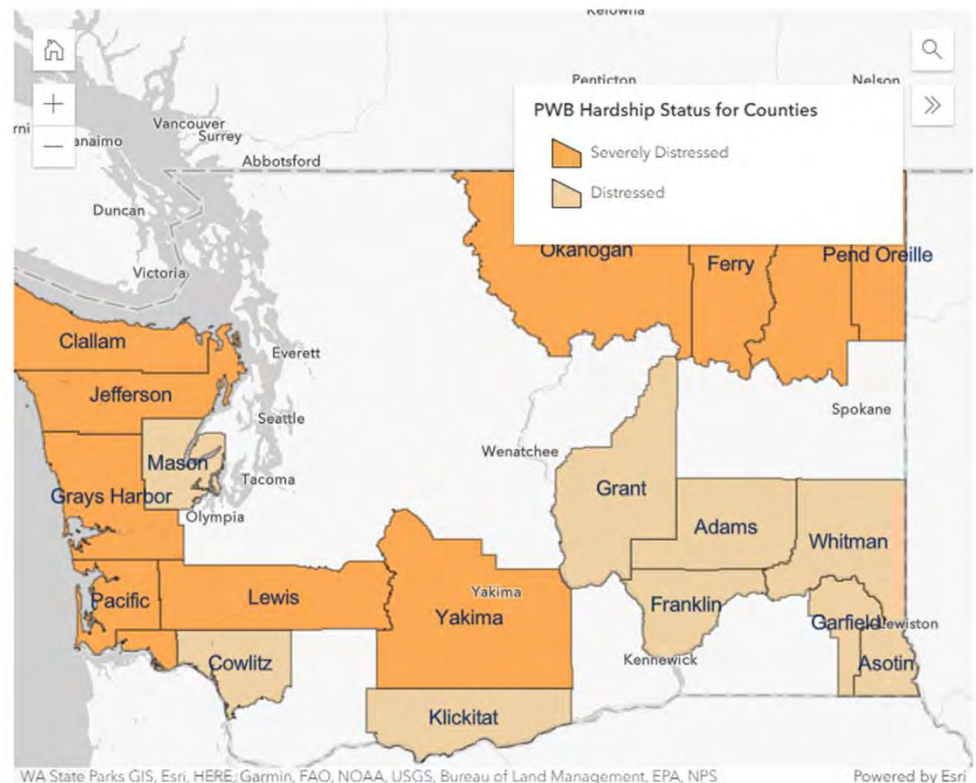 Kelowna
Penticton
Nelson
PWB Hardship Status for Counties
Severely Distressed
Distressed
rni
anaimo
Vancouver
Surrey
Abbotsford
Duncan
Victoria
Okanogan
Ferry
Pend Oreille
Clallam
Everett
Jefferson
Seattle
Spokane
Mason
Wenatchee
Tacoma
Grant
Grays Harbor
Olympia
Adams
Whitman
Pacific
Lewis
Yakima
Yakima
Franklin
Garfield
Lewiston
Cowlitz
Kennewick
Asotin
Klickitat
WA State Parks GIS, Esri, HERE, Garmin, FAO, NOAA, USGS, Bureau of Land Management, EPA, NPS
Powered by Esri